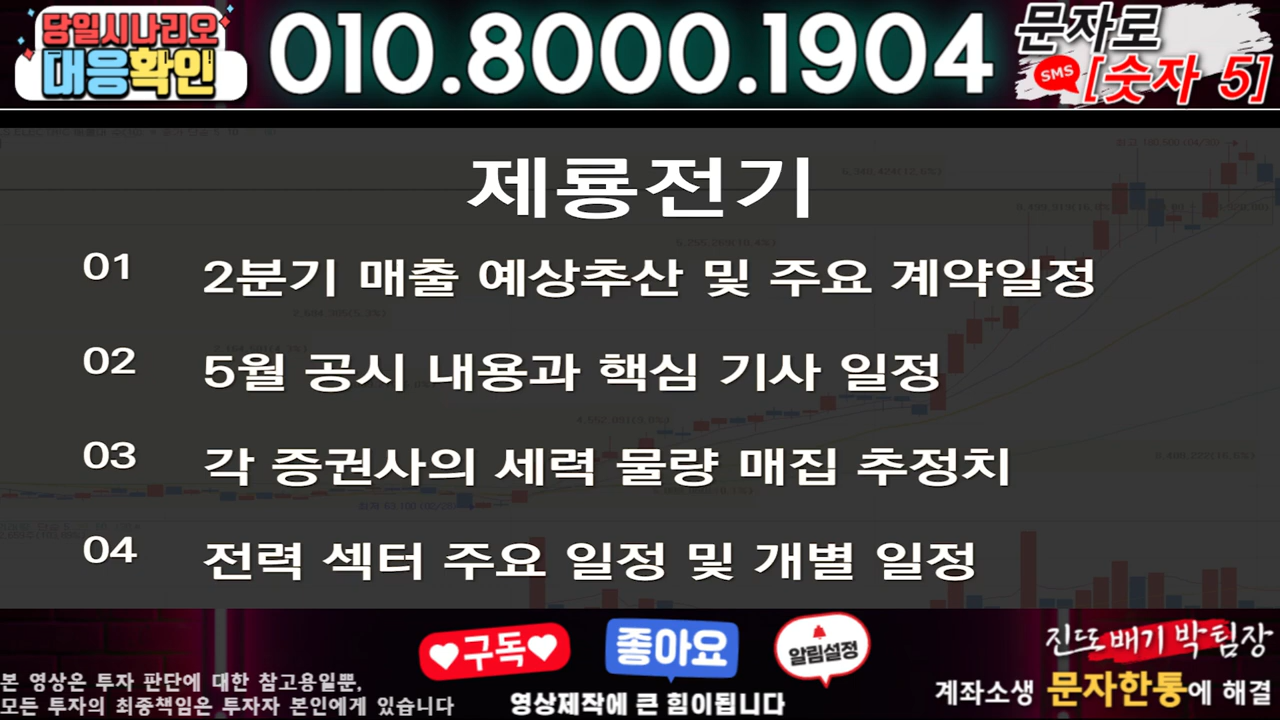 당일시나리오
대응확인
010.8000.1904
문자로
SMS
[숫자 5]
제룡전기
01 2분기 매출 예상추산 및 주요 계약일정
02 5월 공시 내용과 핵심 기사 일정
03 각 증권사의 세력 물량 매집 추정치
04 전력 섹터 주요 일정 및 개별 일정
구독
좋아요
알림설정
영상제작에 큰 힘이됩니다
본 영상은 투자 판단에 대한 참고용일뿐,
모든 투자의 최종책임은 투자자 본인에게 있습니다
진또배기 박팀장
계좌소생 문자한통에 해결